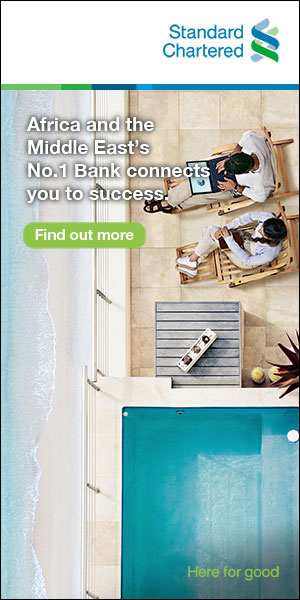 Standard
Chartered
Africa and the
Middle East's
No.1 Bank connects
you to success.
Find out more
Here for good